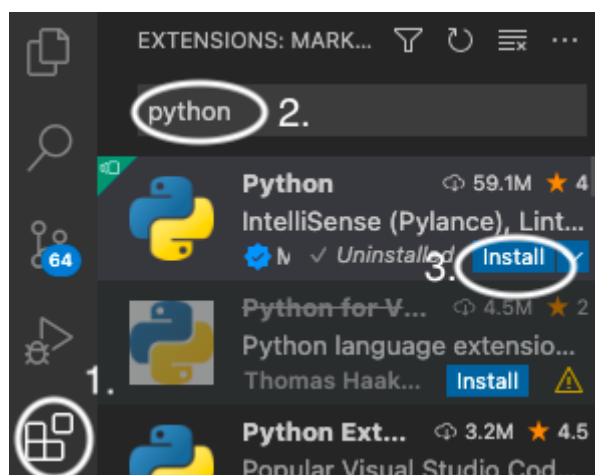 EXTENSIONS: MARK... ...
python 2.
Python 59.1M ★ 4
IntelliSense (Pylance), Lint...
M ✓ Uninstalled 3. Install
64
Python for V... 4.5M ★ 2
Python language extensio...
1. Thomas Haak... Install
Python Ext... 3.2M ★ 4.5
Popular Visual Studio Cod...